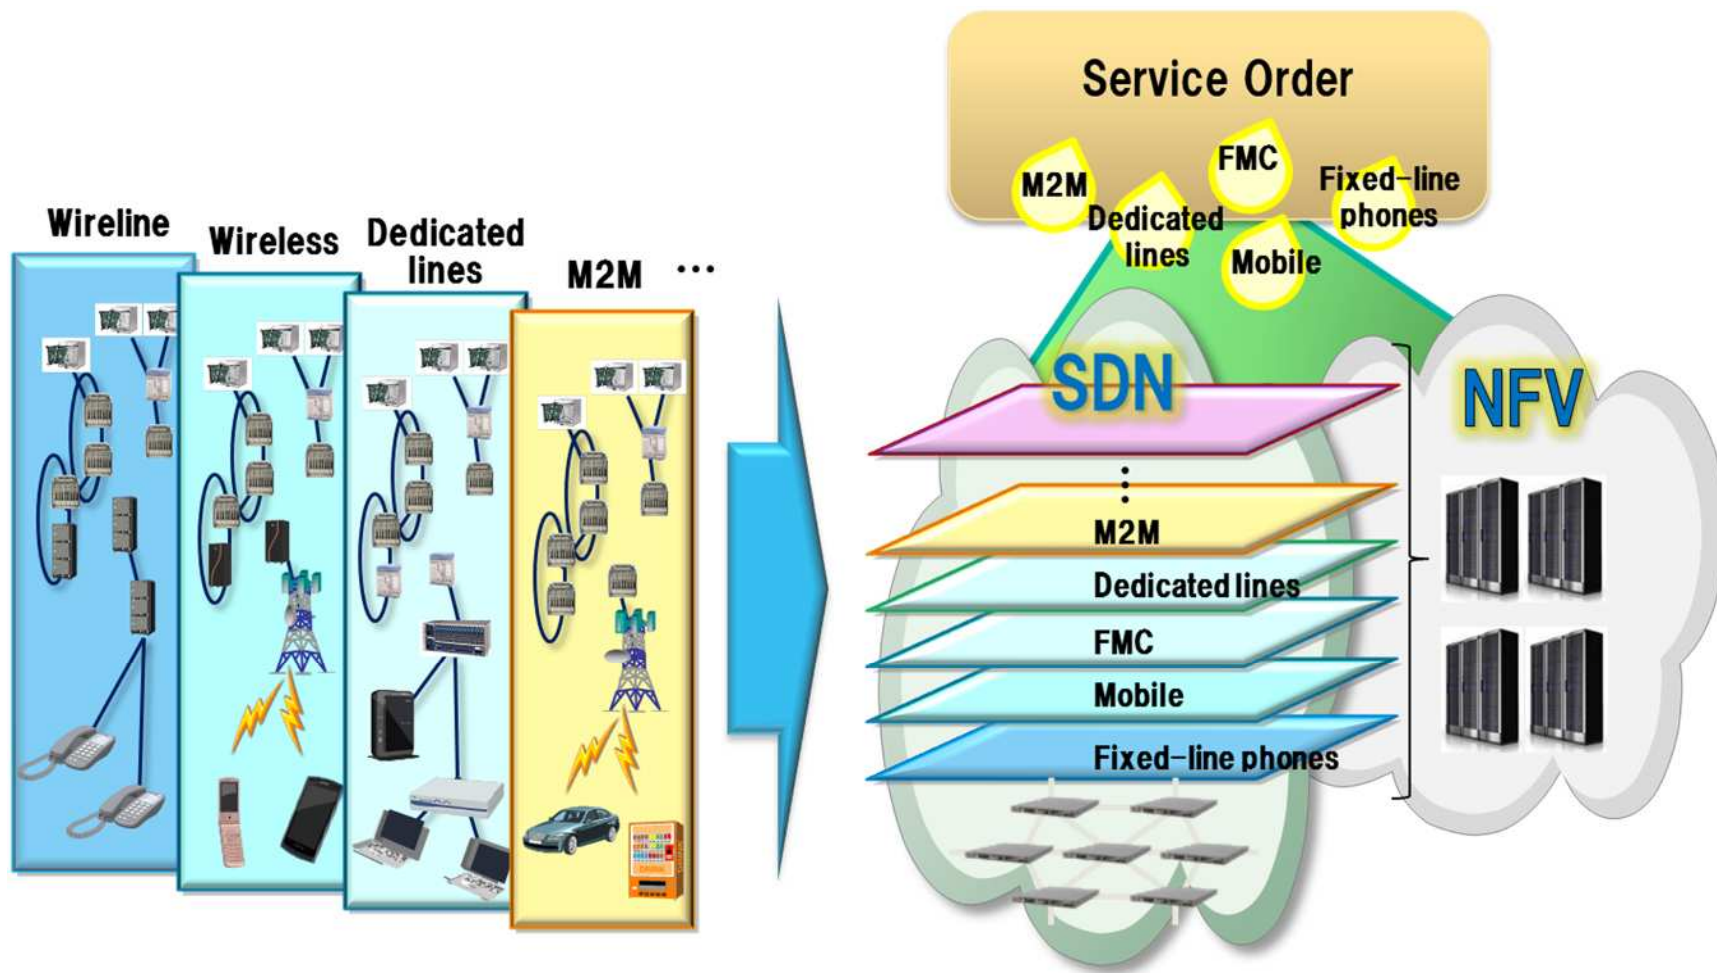 Service Order
M2M
FMC
Fixed-line
phones
Dedicated
lines
Mobile
Wireline
Wireless
Dedicated
lines
M2M ...
SDN
NFV
M2M
Dedicated lines
FMC
Mobile
Fixed-line phones